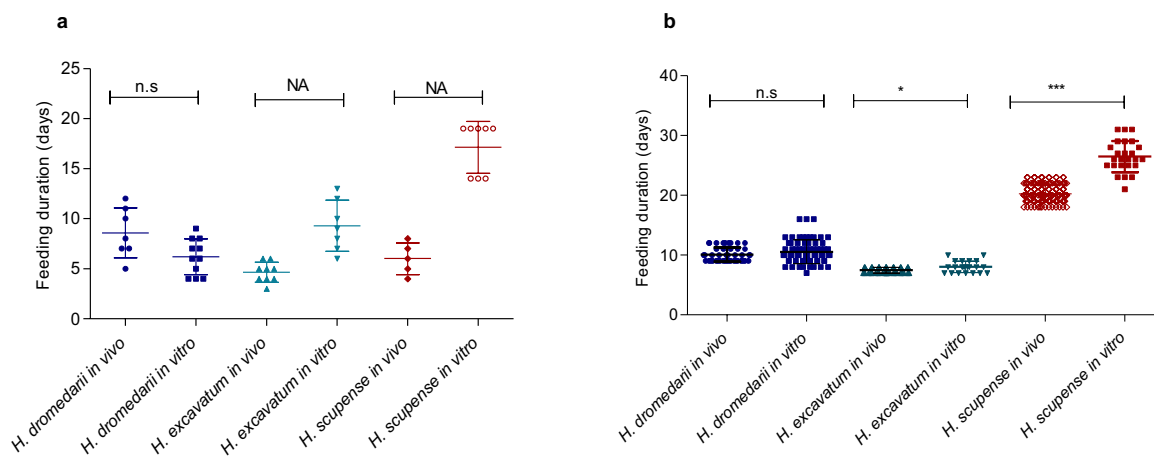 a
Feeding duration (days)
25
20
15
10
5
0
n.s
NA
NA
H. dromedarii in vivo
H. dromedarii in vitro
H. excavatum in vivo
H. excavatum in vitro
H. scupense in vivo
H. scupense in vitro
b
Feeding duration (days)
40
30
20
10
0
n.s
*
***
H. dromedarii in vivo
H. dromedarii in vitro
H. excavatum in vivo
H. excavatum in vitro
H. scupense in vivo
H. scupense in vitro